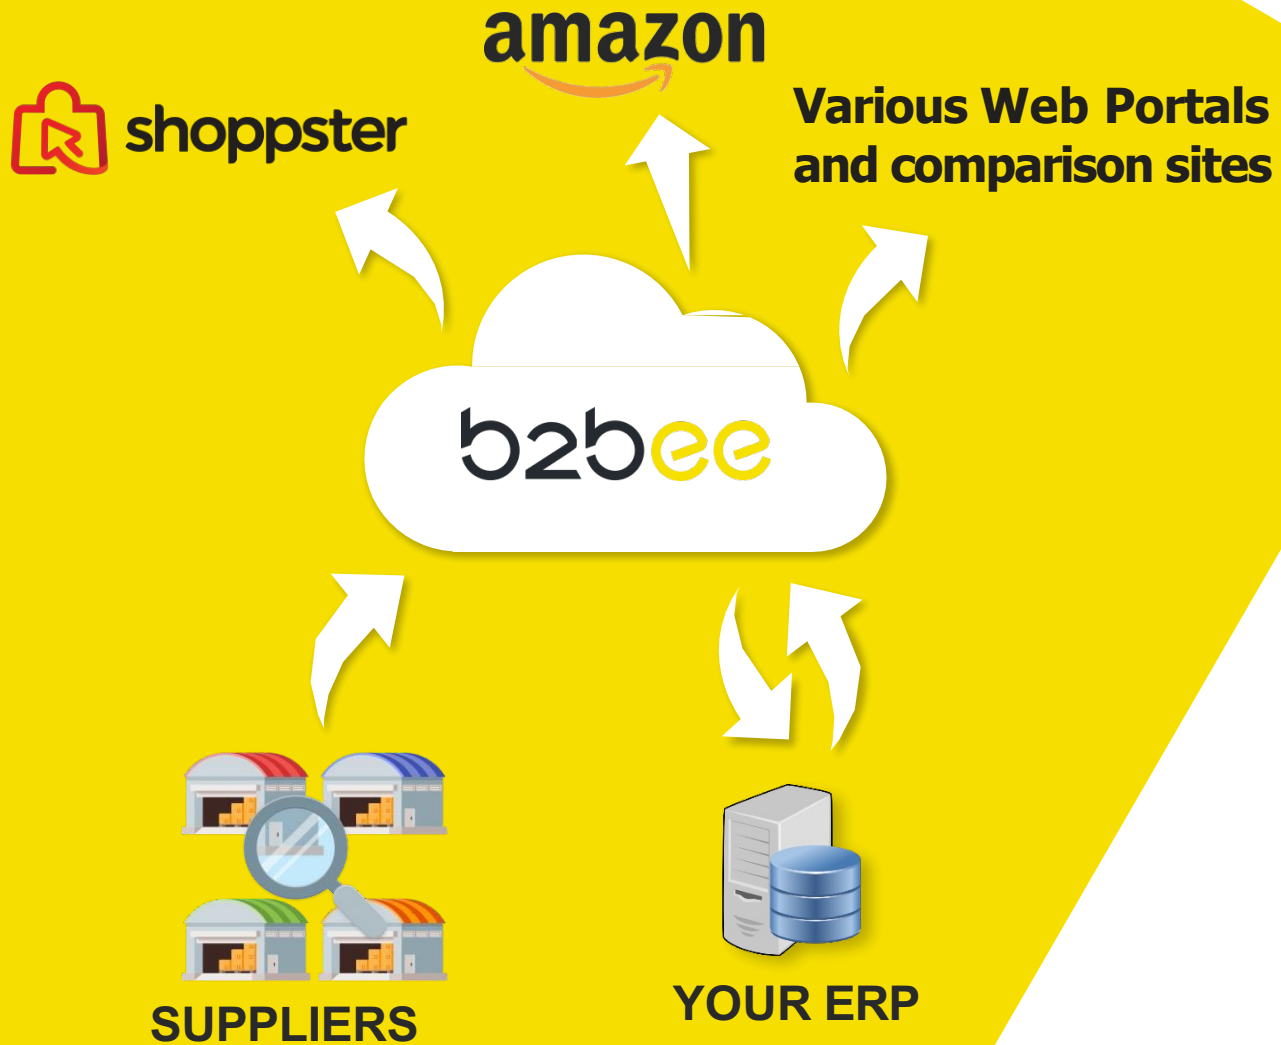 amazon
shoppster
Various Web Portals
and comparison sites
b2bee
SUPPLIERS
YOUR ERP